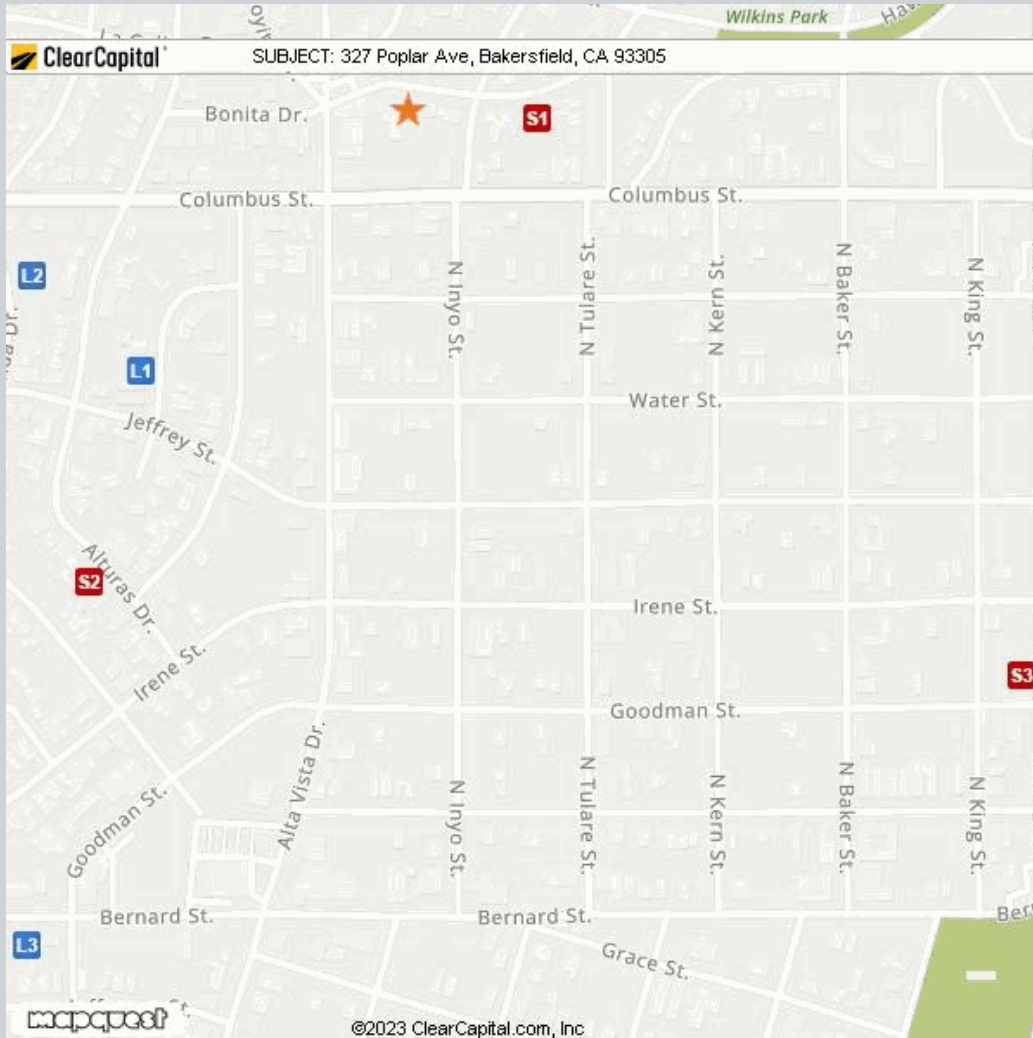 Wilkins Park
ClearCapital
SUBJECT: 327 Poplar Ave, Bakersfield, CA 93305
Bonita Dr.
S1
Columbus St.
Columbus St.
L2
N Inyo St.
N Tulare St.
N Kern St.
N Baker St.
N King St.
L1
Water St.
Jeffrey St.
Alturas Dr.
S2
Irene St.
Irene St.
S3
Goodman St.
Alta Vista Dr.
N Inyo St.
N Tulare St.
N Kern St.
N Baker St.
N King St.
Goodman St.
Bernard St.
Bernard St.
L3
Grace St.
mapquest
©2023 ClearCapital.com, Inc